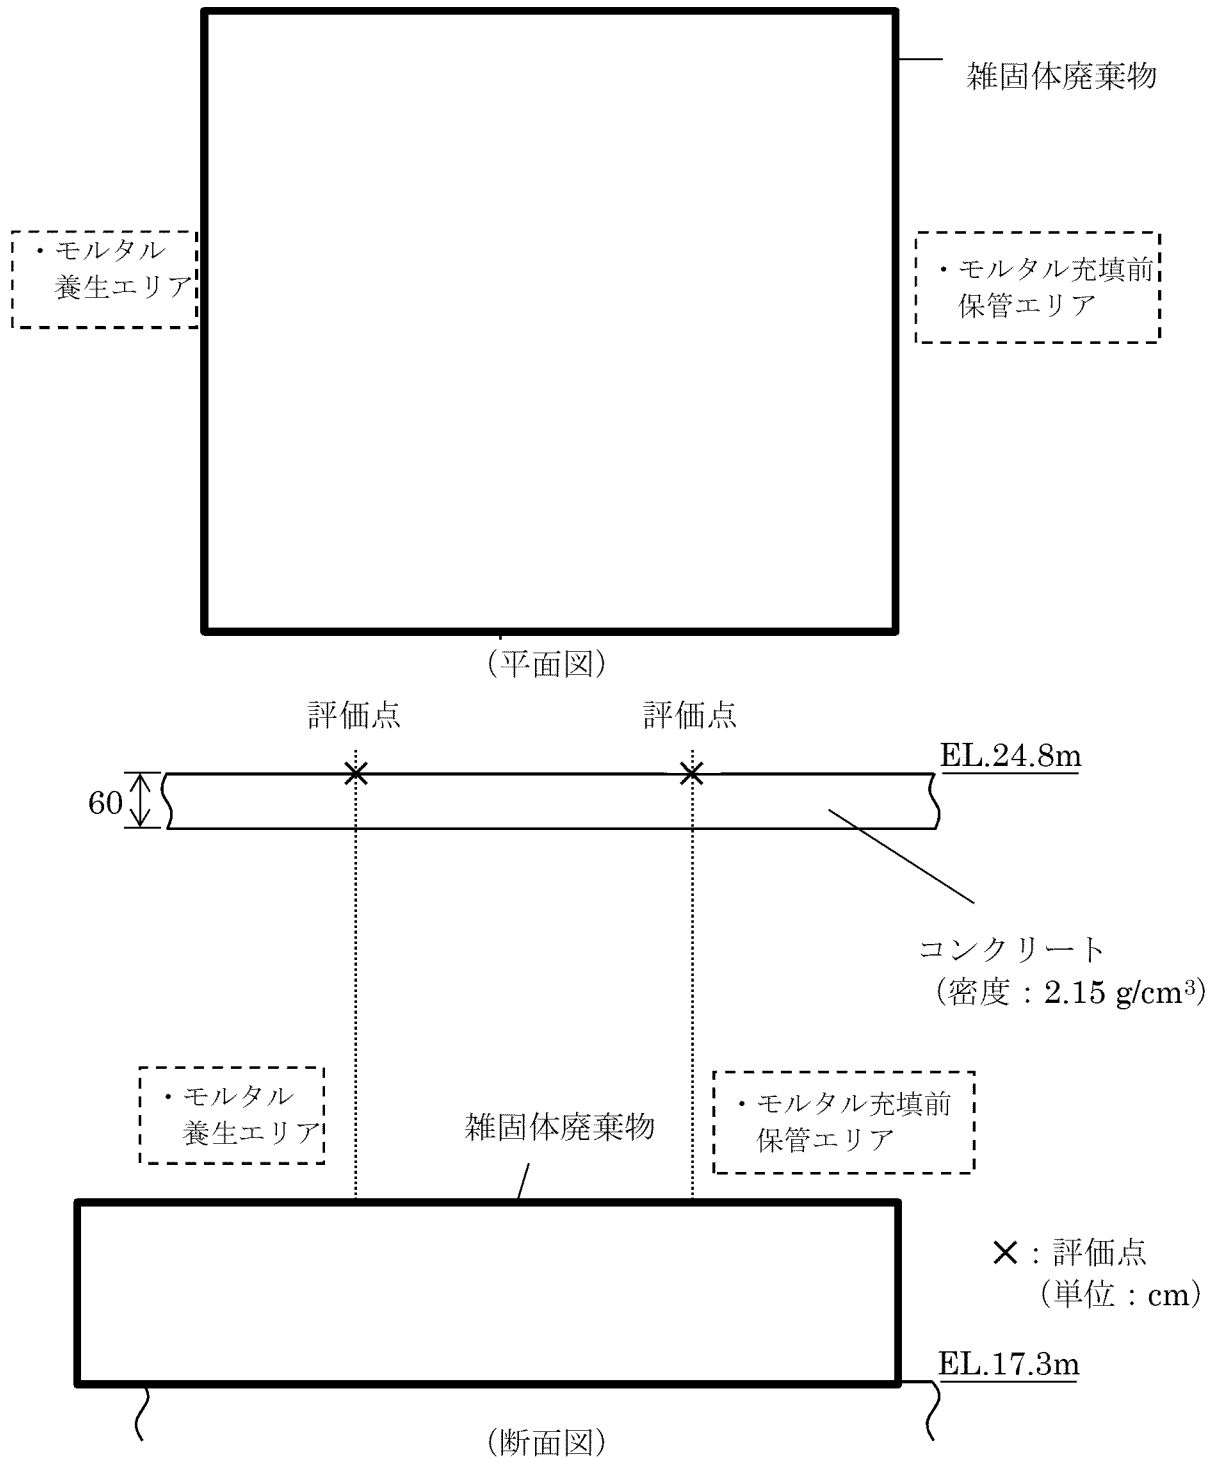 雑固体廃棄物
・モルタル
養生エリア
・モルタル充填前
保管エリア
(平面図)
評価点
評価点
EL.24.8m
60
コンクリート
(密度：2.15 g/cm³)
・モルタル
養生エリア
雑固体廃棄物
・モルタル充填前
保管エリア
×：評価点
(単位：cm)
EL.17.3m
(断面図)